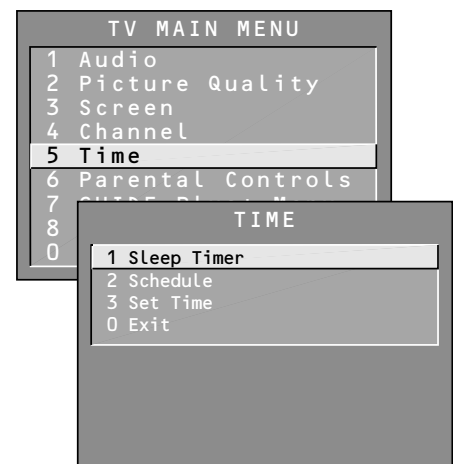 TV MAIN MENU
1 Audio
2 Picture Quality
3 Screen
4 Channel
5 Time
6 Parental Controls
7
8
0
TIME
1 Sleep Timer
2 Schedule
3 Set Time
0 Exit